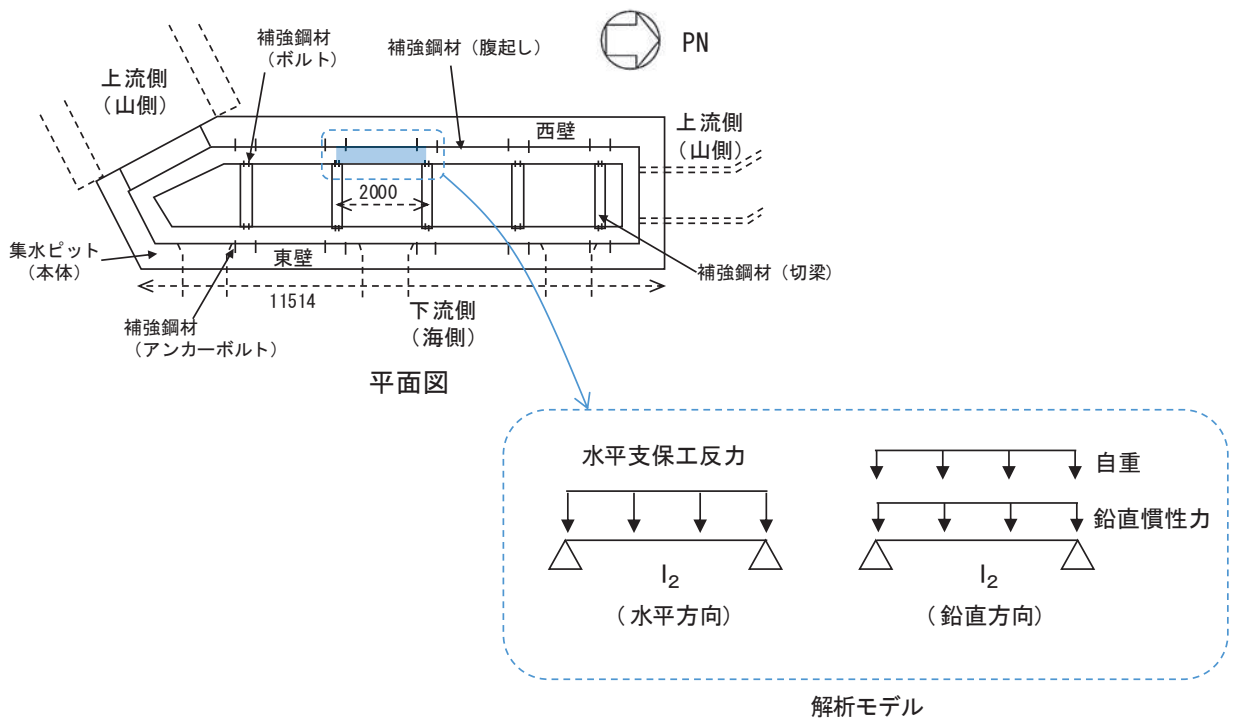 補強鋼材
（ボルト）
補強鋼材（腹起し）
PN
上流側
（山側）
西壁
上流側
（山側）
2000
集水ピット
（本体）
東壁
補強鋼材（切梁）
11514
下流側
（海側）
補強鋼材
（アンカーボルト）
平面図
水平支保工反力
自重
鉛直慣性力
l₂
l₂
（水平方向）
（鉛直方向）
解析モデル